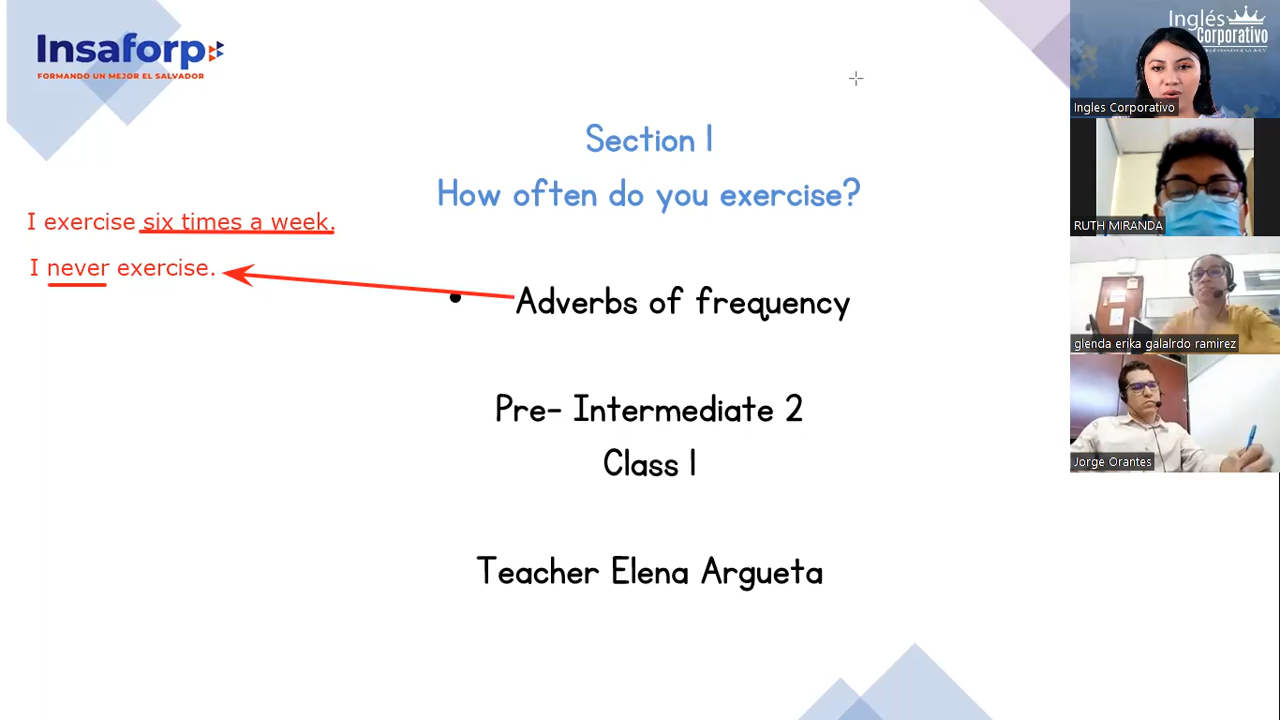 Insaforp
FORMANDO UN MEJOR EL SALVADOR
Section 1
How often do you exercise?
I exercise six times a week.
I never exercise.
• Adverbs of frequency
Pre- Intermediate 2
Class 1
Teacher Elena Argueta
Inglés
Corporativo
Ingles Corporativo
RUTH MIRANDA
glenda erika galalrdo ramirez
Jorge Orantes